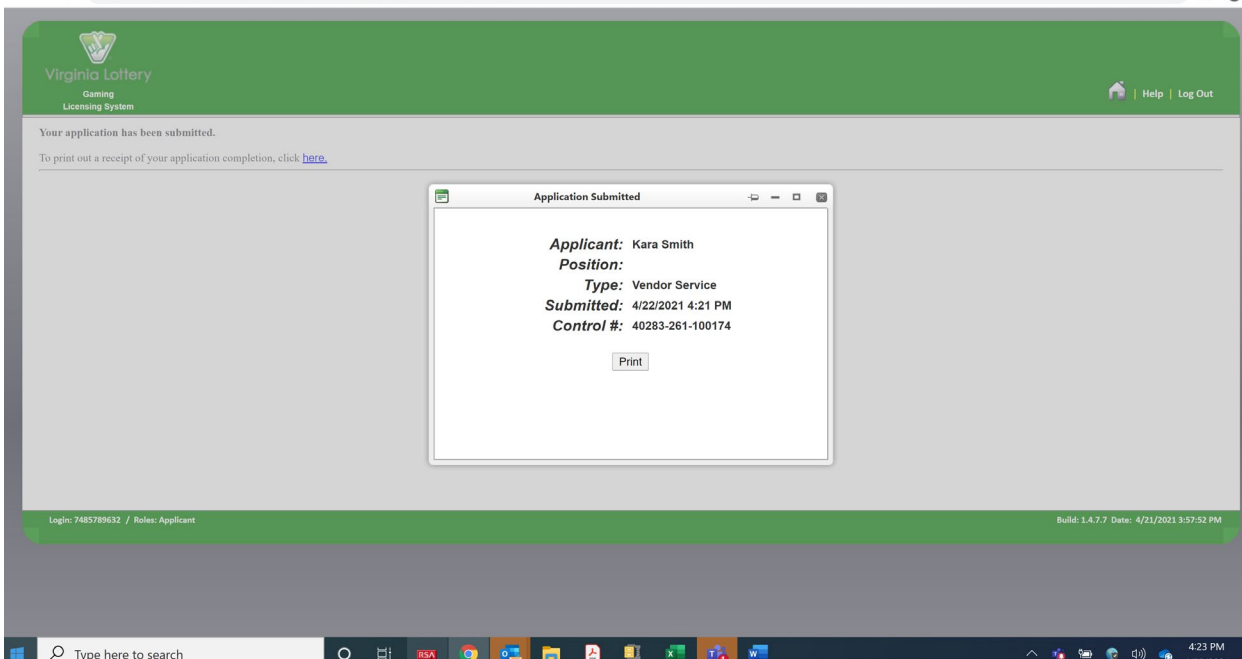 Virginia Lottery
Gaming
Licensing System
| Help | Log Out
Your application has been submitted.
To print out a receipt of your application completion, click here.
Application Submitted
Applicant: Kara Smith
Position:
Type: Vendor Service
Submitted: 4/22/2021 4:21 PM
Control #: 40283-261-100174
Print
Login: 7485789632 / Roles: Applicant
Build: 1.4.7.7 Date: 4/21/2021 3:57:52 PM
Type here to search
RSA
4:23 PM